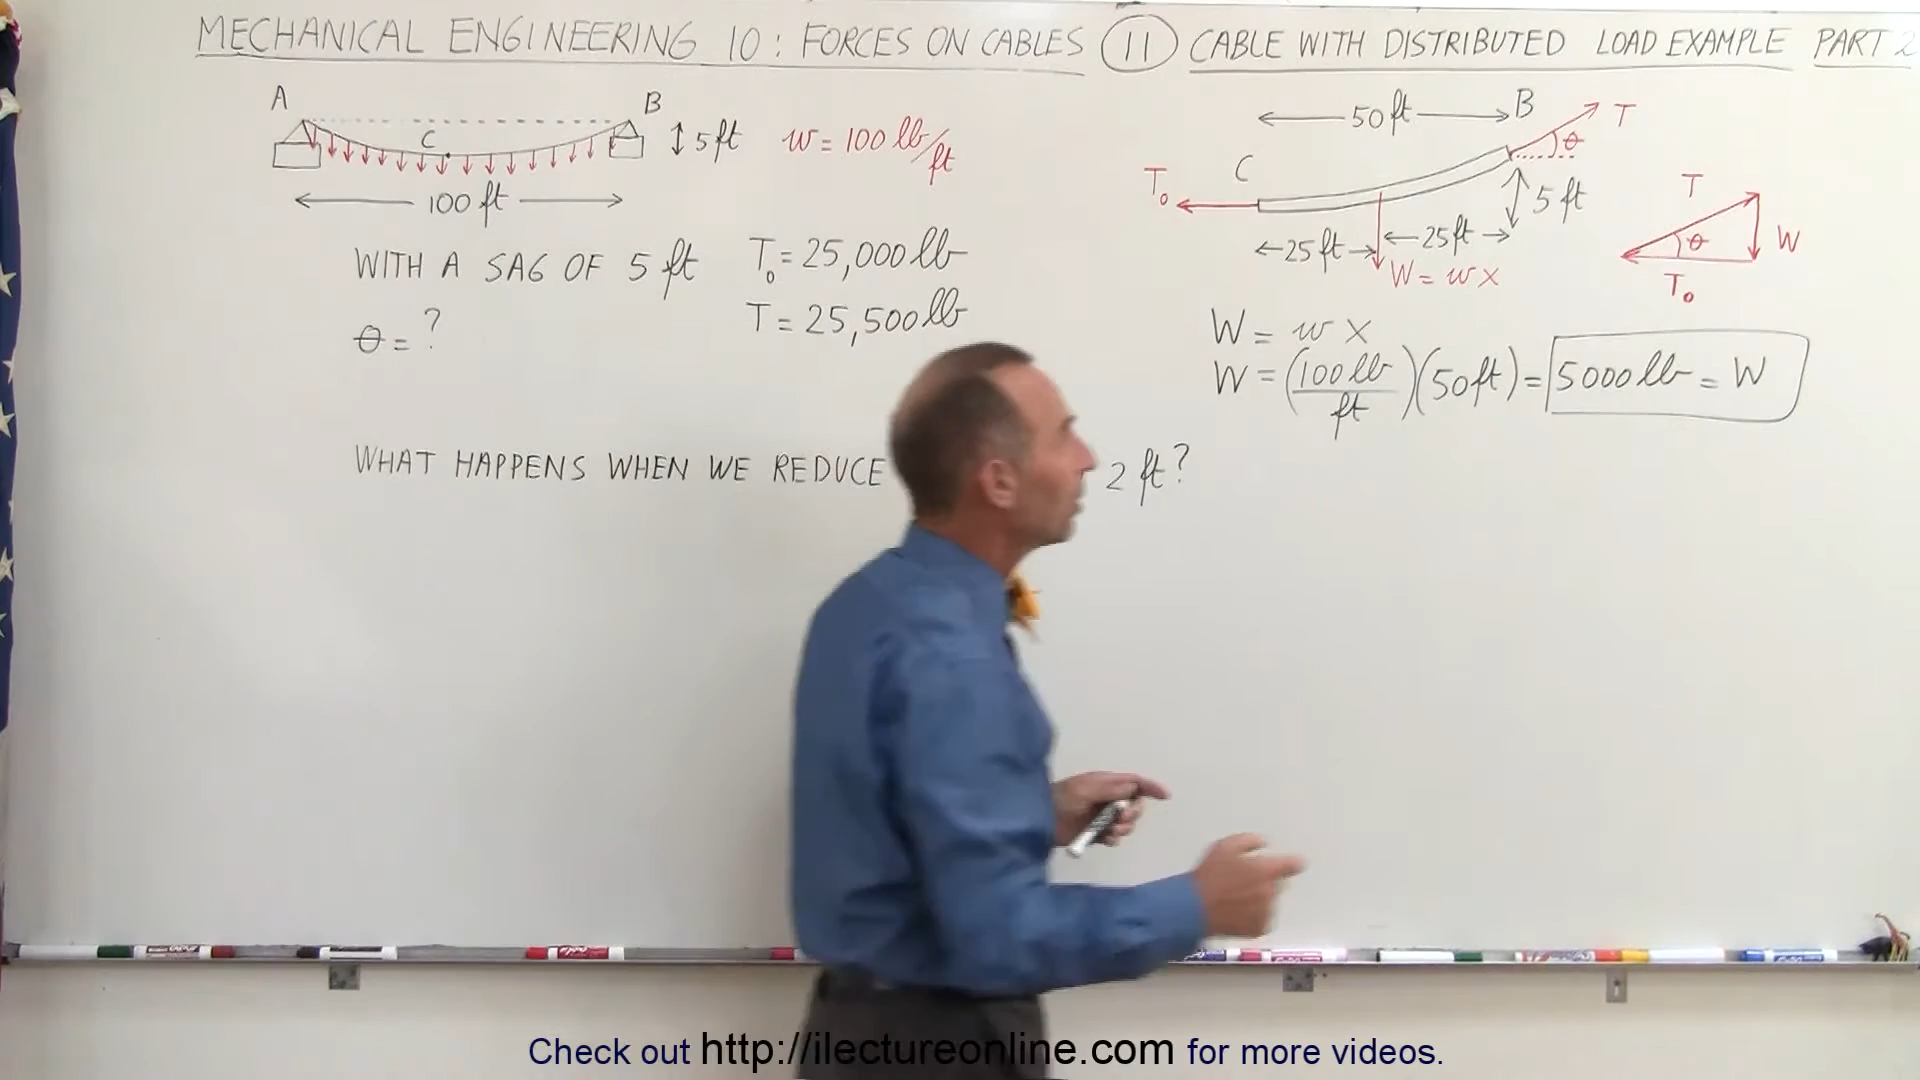 MECHANICAL ENGINEERING 10: FORCES ON CABLES (11) CABLE WITH DISTRIBUTED LOAD EXAMPLE PART 2
A
B
C
5 ft
w = 100 lb/ft
100 ft
WITH A SAG OF 5 ft
T₀ = 25,000 lb
T = 25,500 lb
θ = ?
WHAT HAPPENS WHEN WE REDUCE
2 ft?
50 ft
B
T
θ
C
T₀
5 ft
25 ft
25 ft
W = w x
T
θ
W
T₀
W = w x
W = (100 lb/ft)(50 ft) = 5000 lb = W
Check out http://ilectureonline.com for more videos.